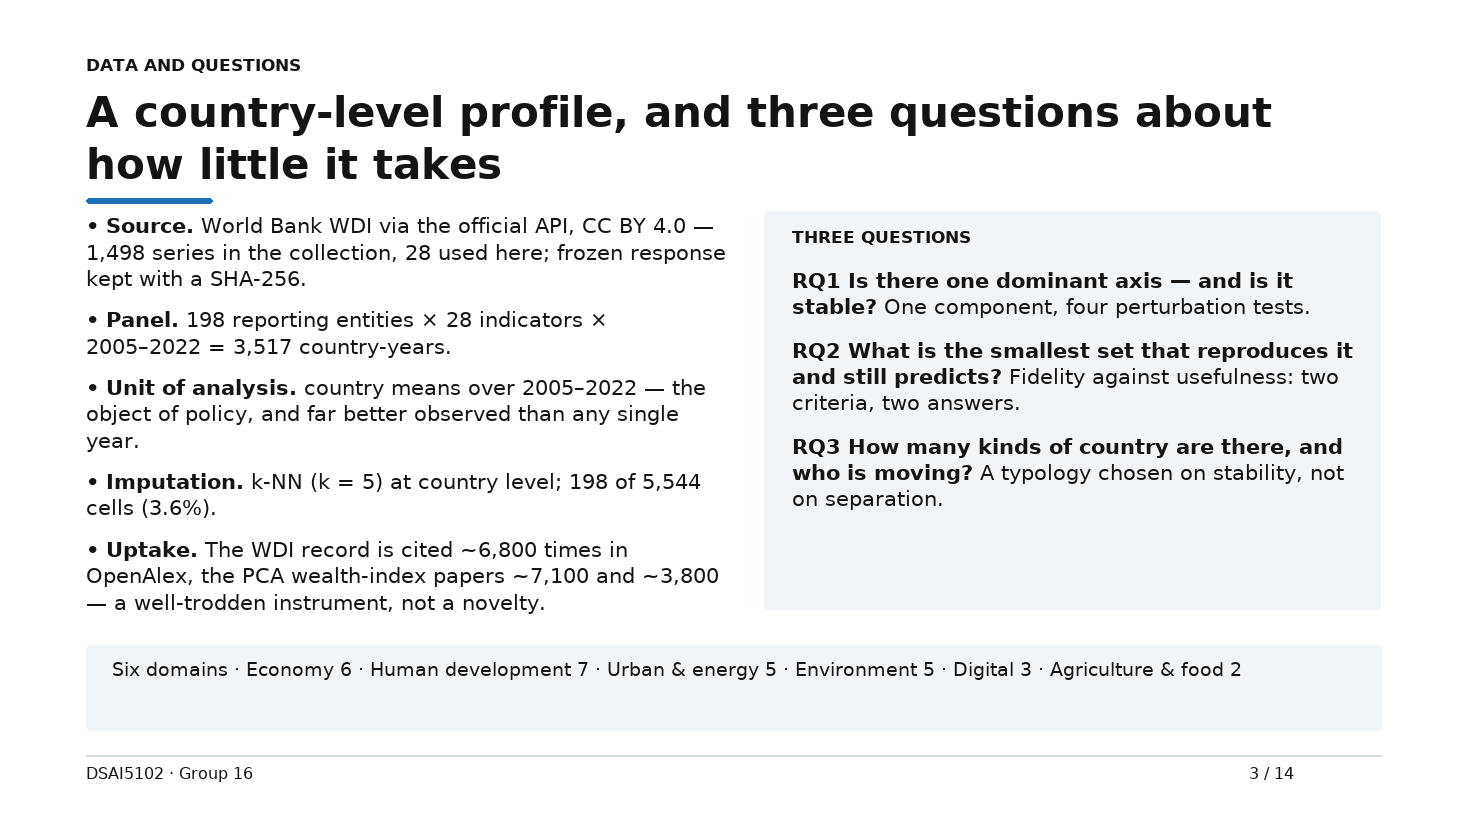 DATA AND QUESTIONS
A country-level profile, and three questions about
how little it takes
• Source. World Bank WDI via the official API, CC BY 4.0 —
1,498 series in the collection, 28 used here; frozen response
kept with a SHA-256.
• Panel. 198 reporting entities × 28 indicators ×
2005–2022 = 3,517 country-years.
• Unit of analysis. country means over 2005–2022 — the
object of policy, and far better observed than any single
year.
• Imputation. k-NN (k = 5) at country level; 198 of 5,544
cells (3.6%).
• Uptake. The WDI record is cited ~6,800 times in
OpenAlex, the PCA wealth-index papers ~7,100 and ~3,800
— a well-trodden instrument, not a novelty.
THREE QUESTIONS
RQ1 Is there one dominant axis — and is it
stable? One component, four perturbation tests.
RQ2 What is the smallest set that reproduces it
and still predicts? Fidelity against usefulness: two
criteria, two answers.
RQ3 How many kinds of country are there, and
who is moving? A typology chosen on stability, not
on separation.
Six domains · Economy 6 · Human development 7 · Urban & energy 5 · Environment 5 · Digital 3 · Agriculture & food 2
DSAI5102 · Group 16
3 / 14